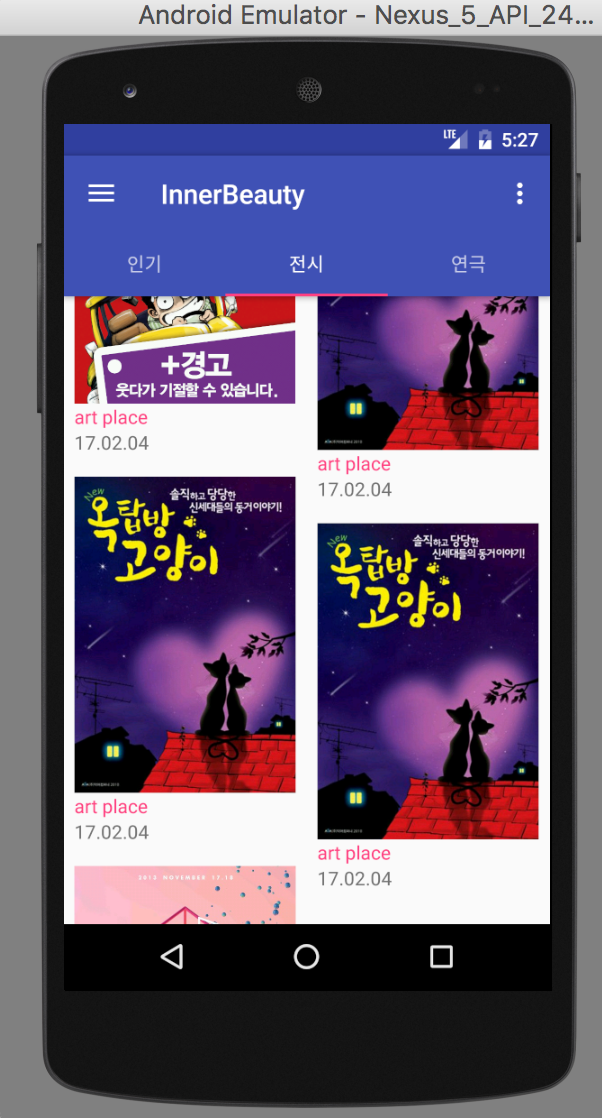 Android Emulator - Nexus_5_API_24...
LTE 5:27
InnerBeauty
인기 전시 연극
+경고
웃다가 기절할 수 있습니다.
art place
17.02.04
art place
17.02.04
New
옥탑방
고양이
솔직하고 당당한
신세대들의 동거이야기!
art place
17.02.04
New
옥탑방
고양이
솔직하고 당당한
신세대들의 동거이야기!
art place
17.02.04
2013 NOVEMBER 17.18